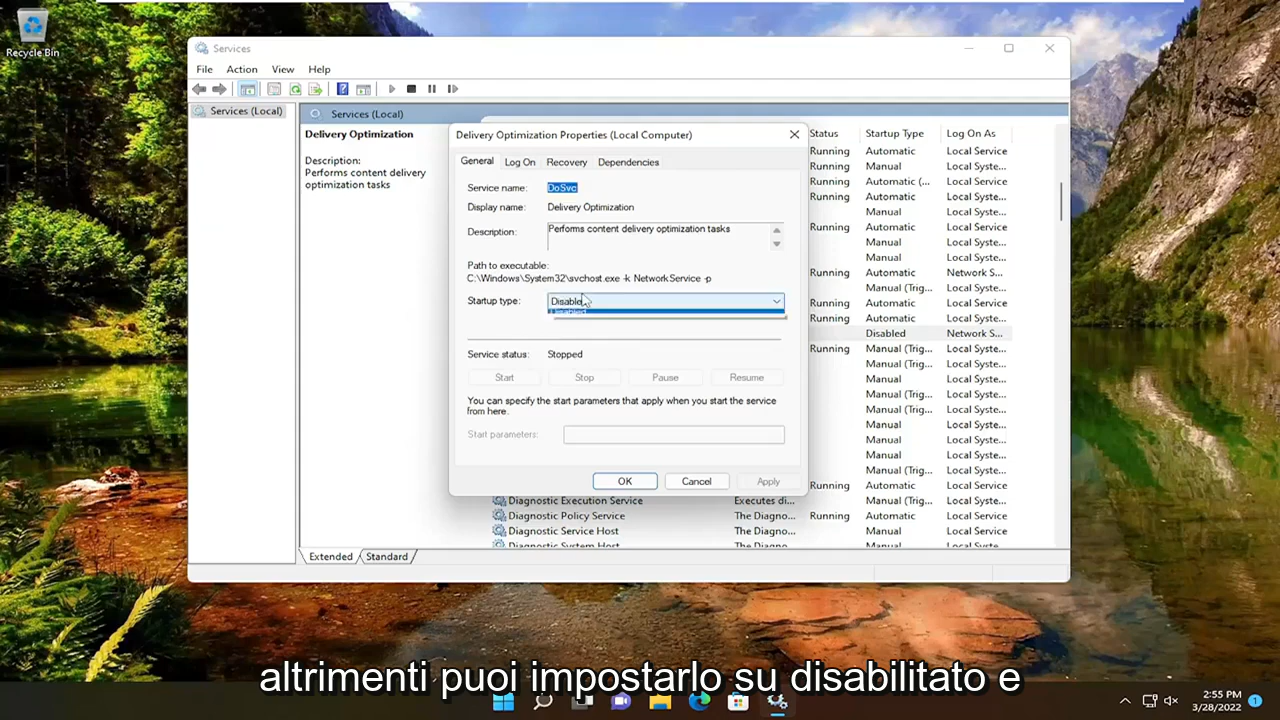 Recycle Bin
Services
File Action View Help
Services (Local)
Services (Local)
Delivery Optimization
Description:
Performs content delivery
optimization tasks
Status Startup Type Log On As
Running Automatic Local Service
Running Manual Local Syste...
Running Automatic (... Local Syste...
Running Automatic Local Syste...
Manual Local Syste...
Running Automatic Local Service
Manual Local Syste...
Manual Local Syste...
Running Automatic Network S...
Running Automatic Local Syste...
Running Manual Local Syste...
Running Automatic Local Syste...
Disabled Network S...
Running Manual (Trig... Local Syste...
Manual (Trig... Local Syste...
Manual Local Syste...
Manual (Trig... Local Syste...
Manual (Trig... Local Syste...
Manual Local Syste...
Manual Local Syste...
Manual (Trig... Local Syste...
Running Automatic Local Service
Diagnostic Execution Service Executes di... Manual (Trig... Local Syste...
Diagnostic Policy Service The Diagno... Running Automatic Local Service
Diagnostic Service Host The Diagno... Manual Local Service
Diagnostic System Host The Diagno... Manual Local Syste...
Delivery Optimization Properties (Local Computer)
General Log On Recovery Dependencies
Service name: DoSvc
Display name: Delivery Optimization
Description: Performs content delivery optimization tasks
Path to executable:
C:\Windows\System32\svchost.exe -k NetworkService -p
Startup type: Disable
Disabled
Service status: Stopped
Start Stop Pause Resume
You can specify the start parameters that apply when you start the service
from here.
Start parameters:
OK Cancel Apply
Extended Standard
altrimenti puoi impostarlo su disabilitato e
2:55 PM
3/28/2022
1